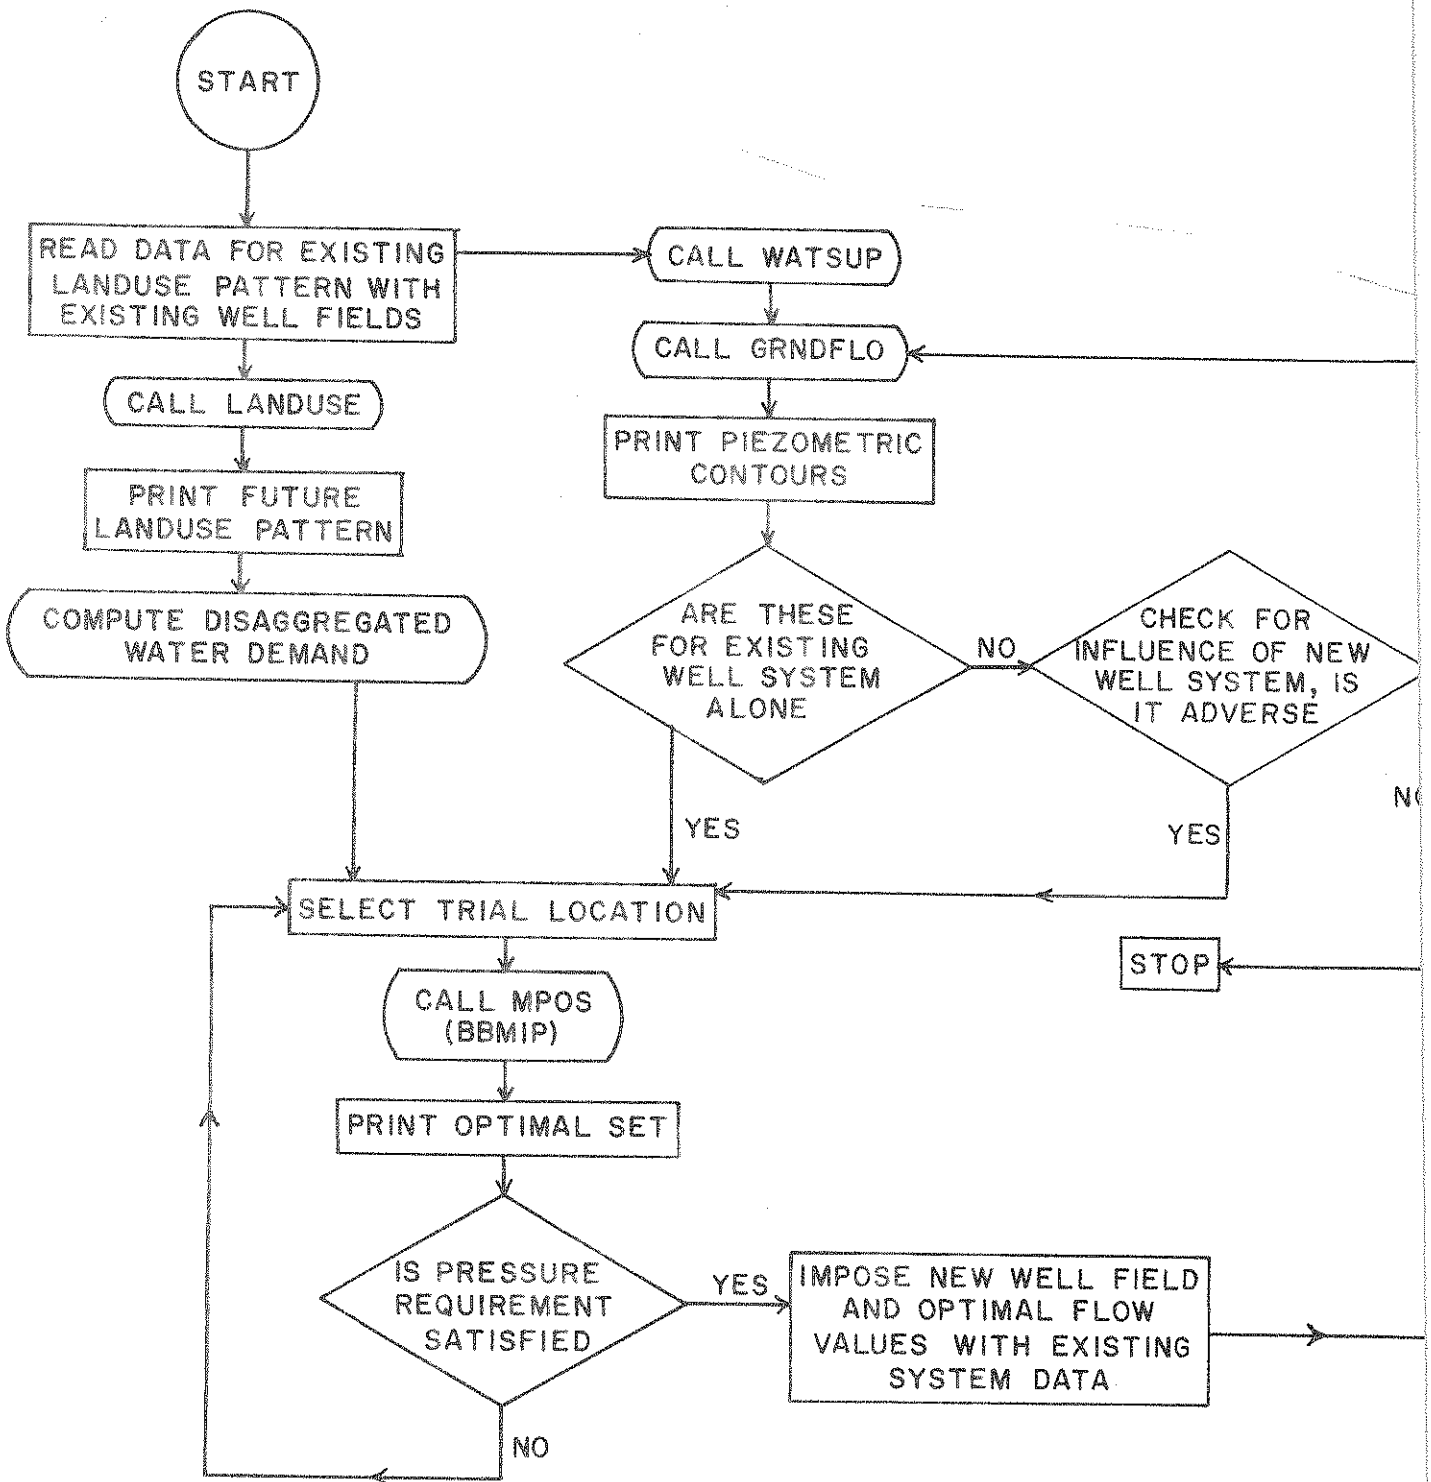 START
READ DATA FOR EXISTING
LANDUSE PATTERN WITH
EXISTING WELL FIELDS
CALL LANDUSE
PRINT FUTURE
LANDUSE PATTERN
COMPUTE DISAGGREGATED
WATER DEMAND
CALL WATSUP
CALL GRNDFLO
PRINT PIEZOMETRIC
CONTOURS
ARE THESE
FOR EXISTING
WELL SYSTEM
ALONE
NO
CHECK FOR
INFLUENCE OF NEW
WELL SYSTEM, IS
IT ADVERSE
NO
YES
YES
SELECT TRIAL LOCATION
STOP
CALL MPOS
(BBMIP)
PRINT OPTIMAL SET
IS PRESSURE
REQUIREMENT
SATISFIED
YES
IMPOSE NEW WELL FIELD
AND OPTIMAL FLOW
VALUES WITH EXISTING
SYSTEM DATA
NO